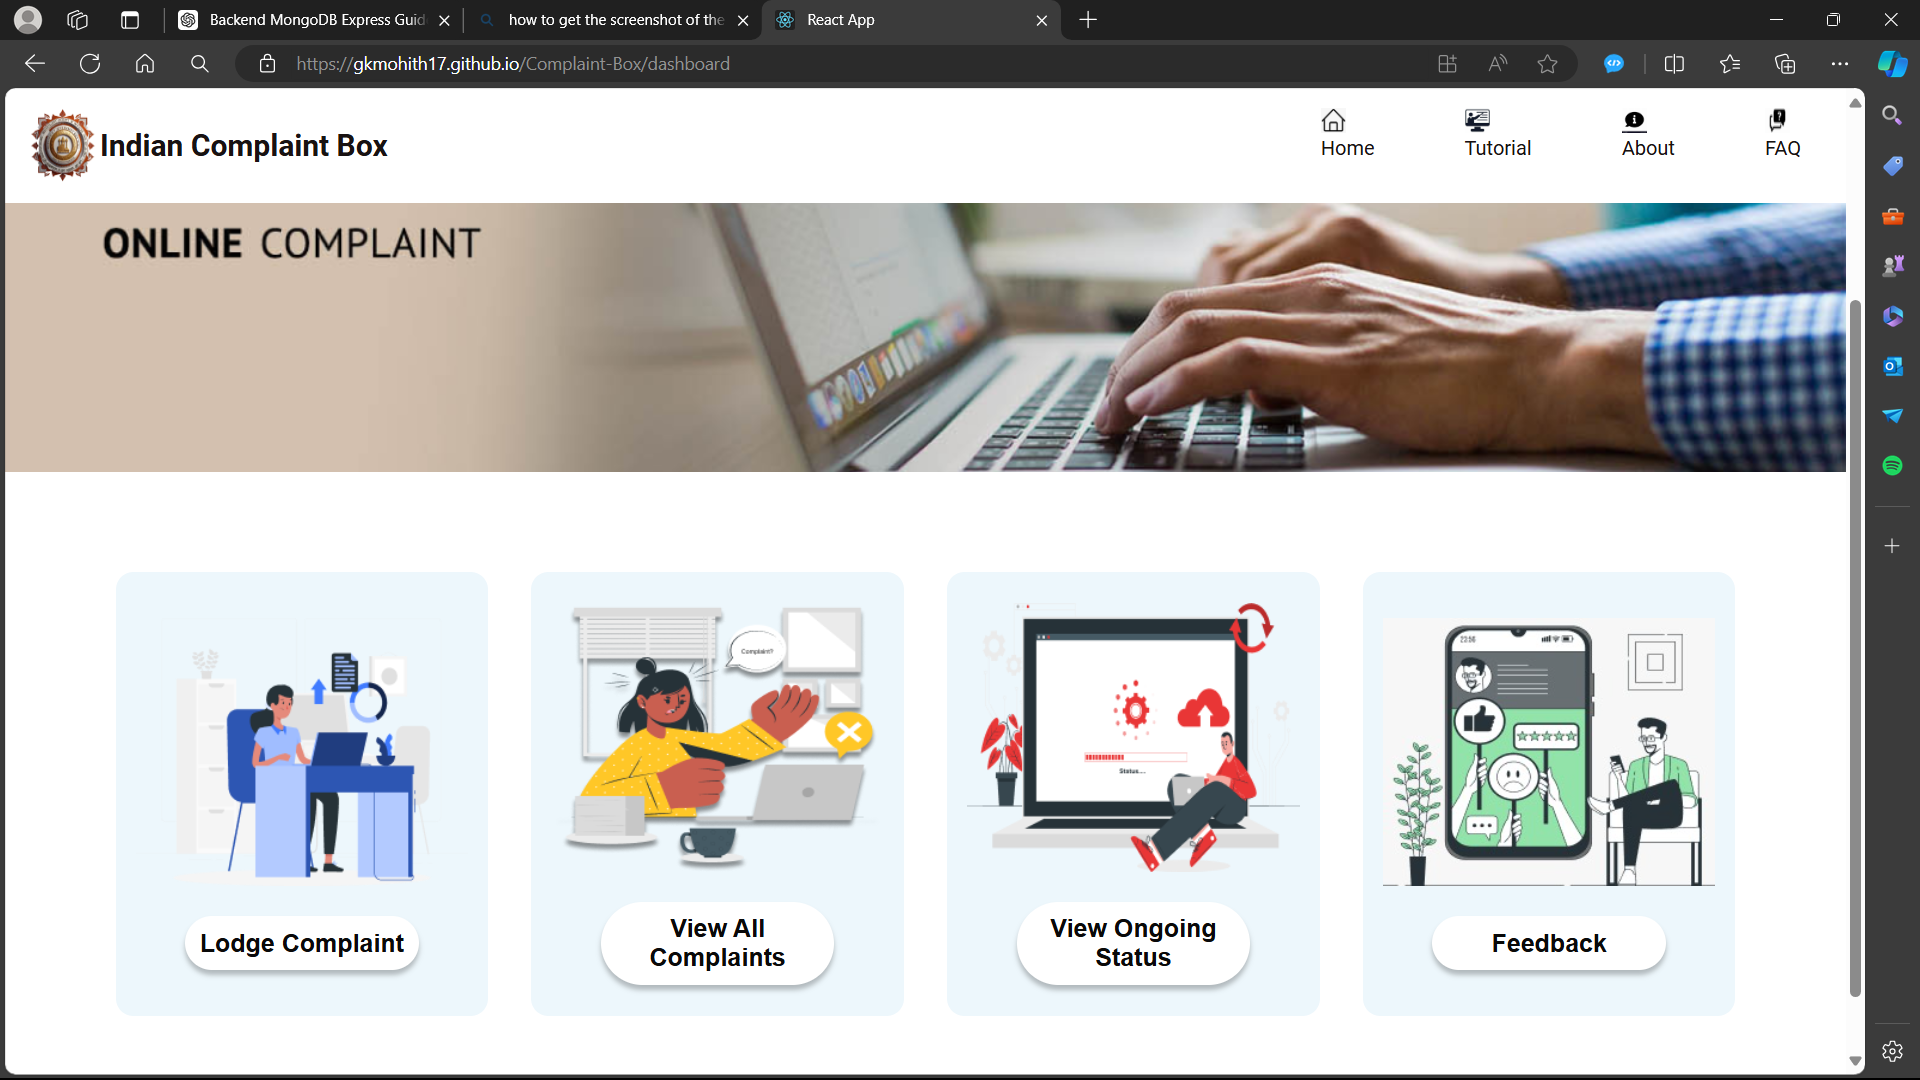 Backend MongoDB Express Guid
how to get the screenshot of the
React App
https://gkmohith17.github.io/Complaint-Box/dashboard
Indian Complaint Box
Home
Tutorial
About
FAQ
ONLINE COMPLAINT
Complaint?
Status...
23:56
Lodge Complaint
View All
Complaints
View Ongoing
Status
Feedback